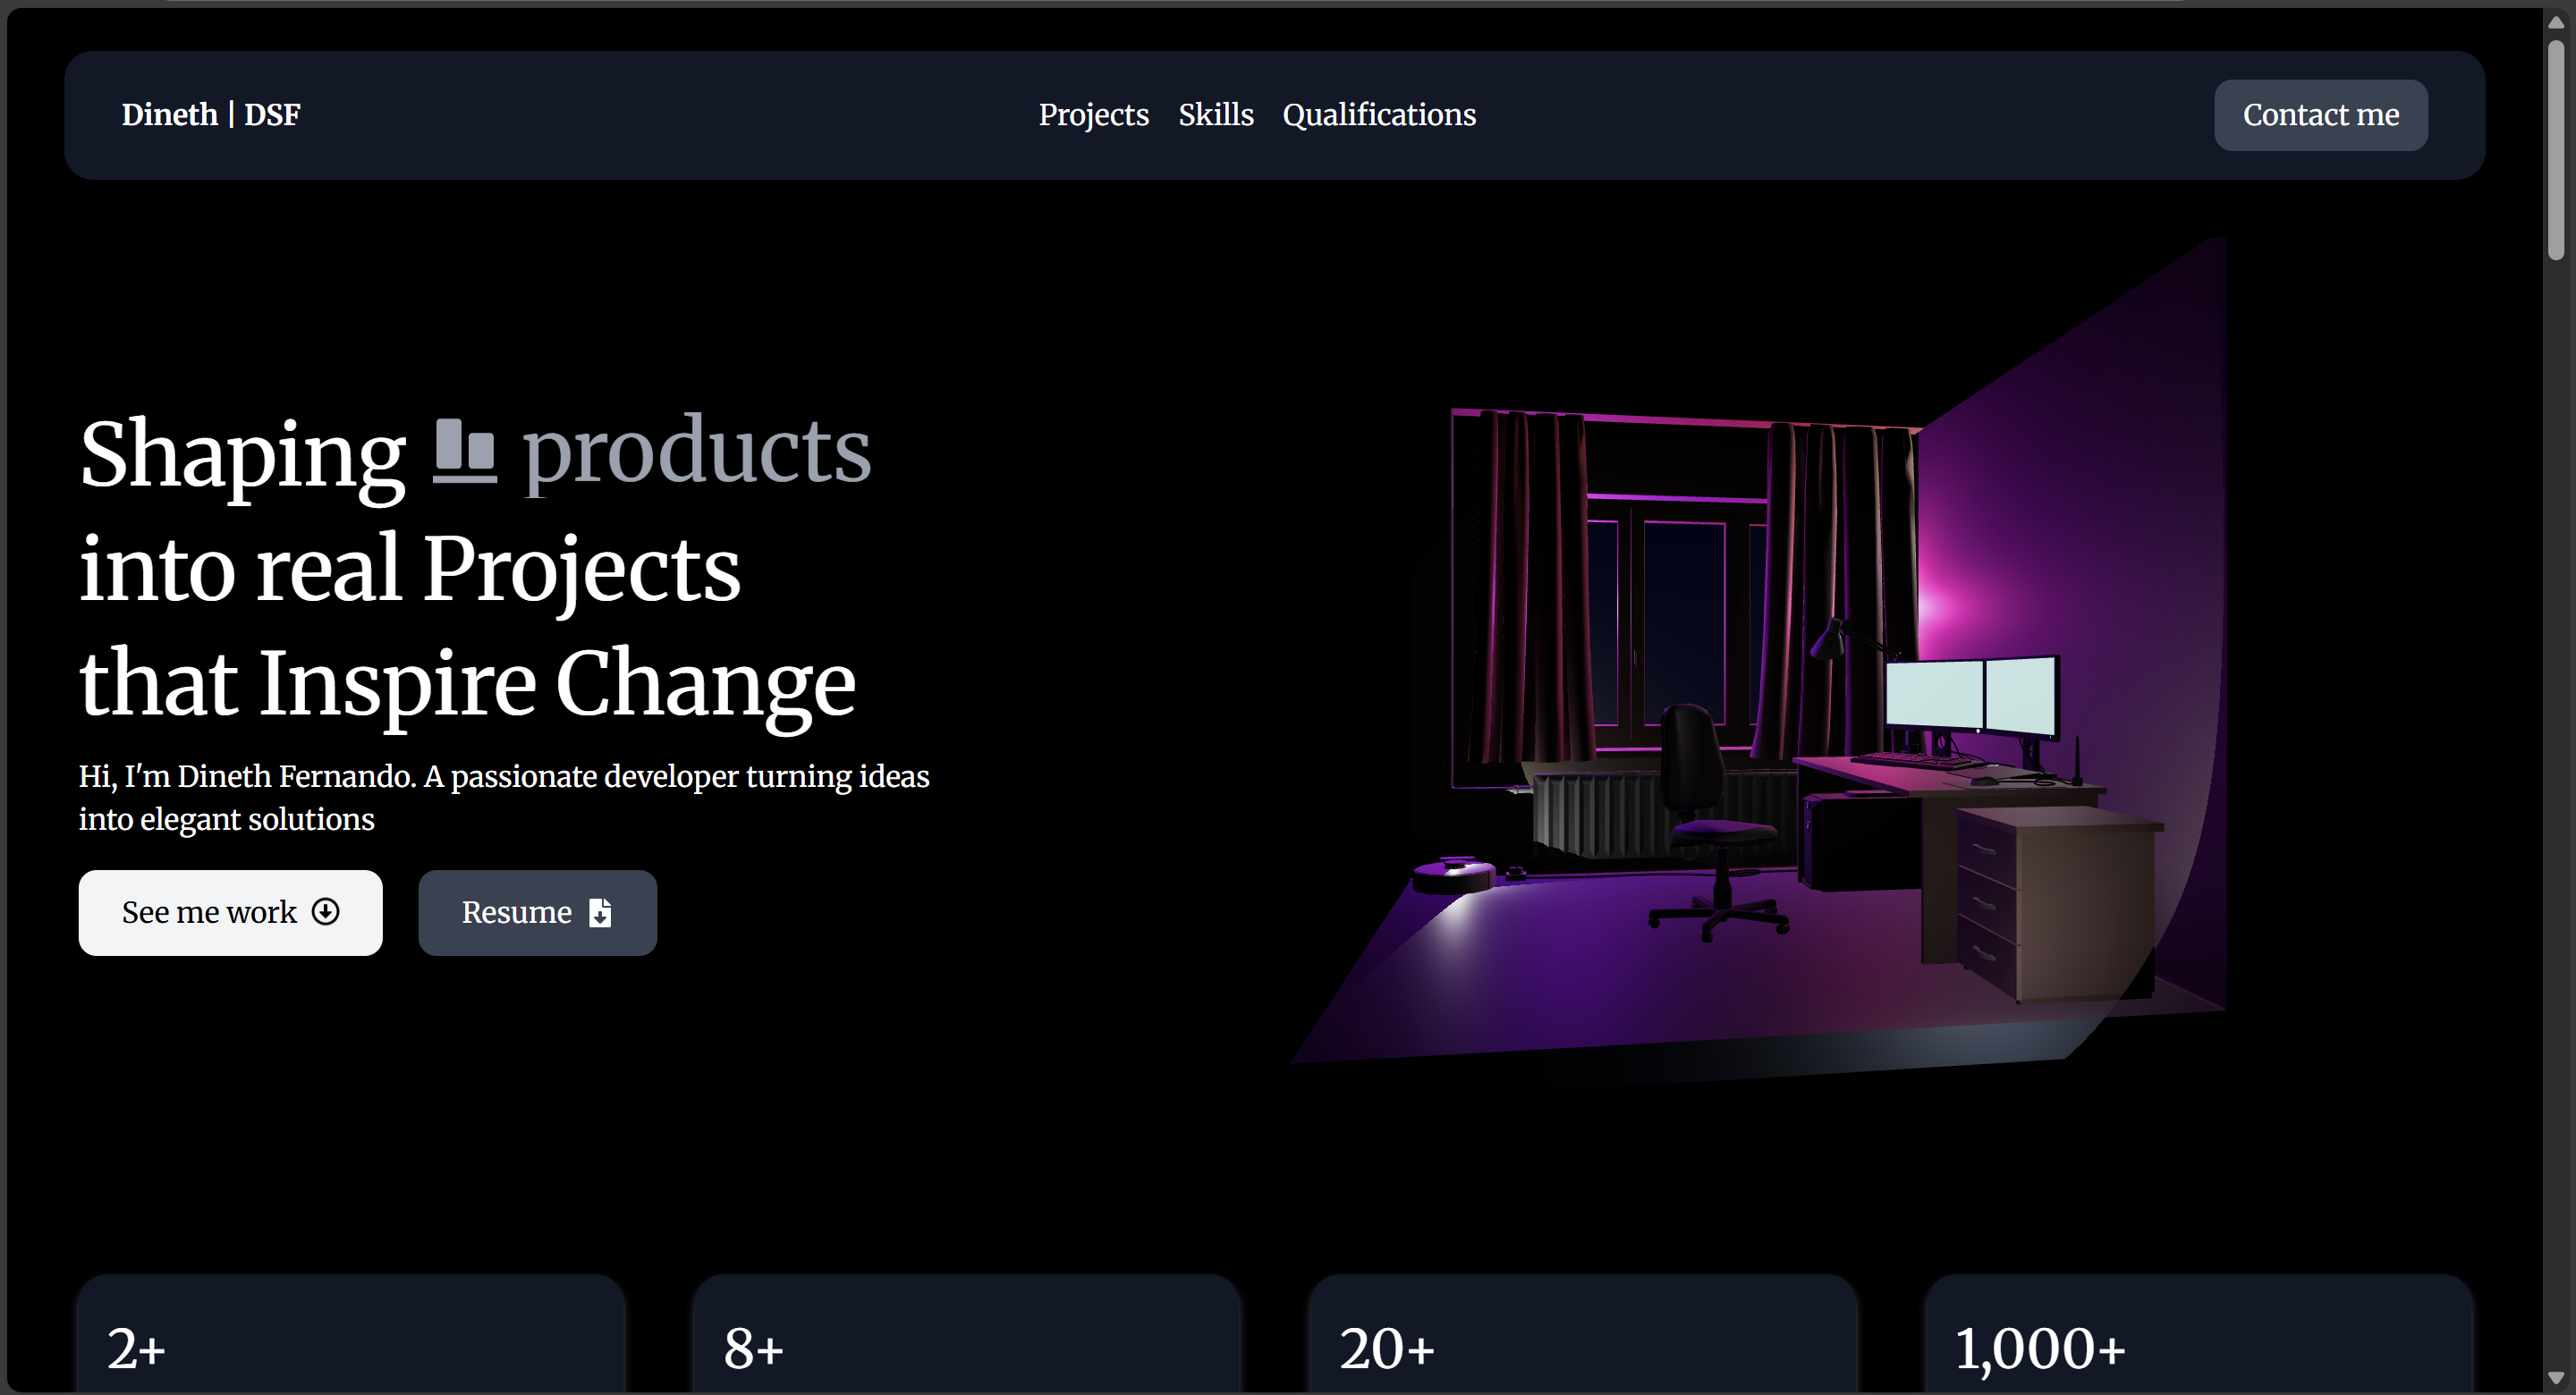 Dineth | DSF
Projects Skills Qualifications
Contact me
Shaping products
into real Projects
that Inspire Change
Hi, I'm Dineth Fernando. A passionate developer turning ideas
into elegant solutions
See me work
Resume
2+
8+
20+
1,000+